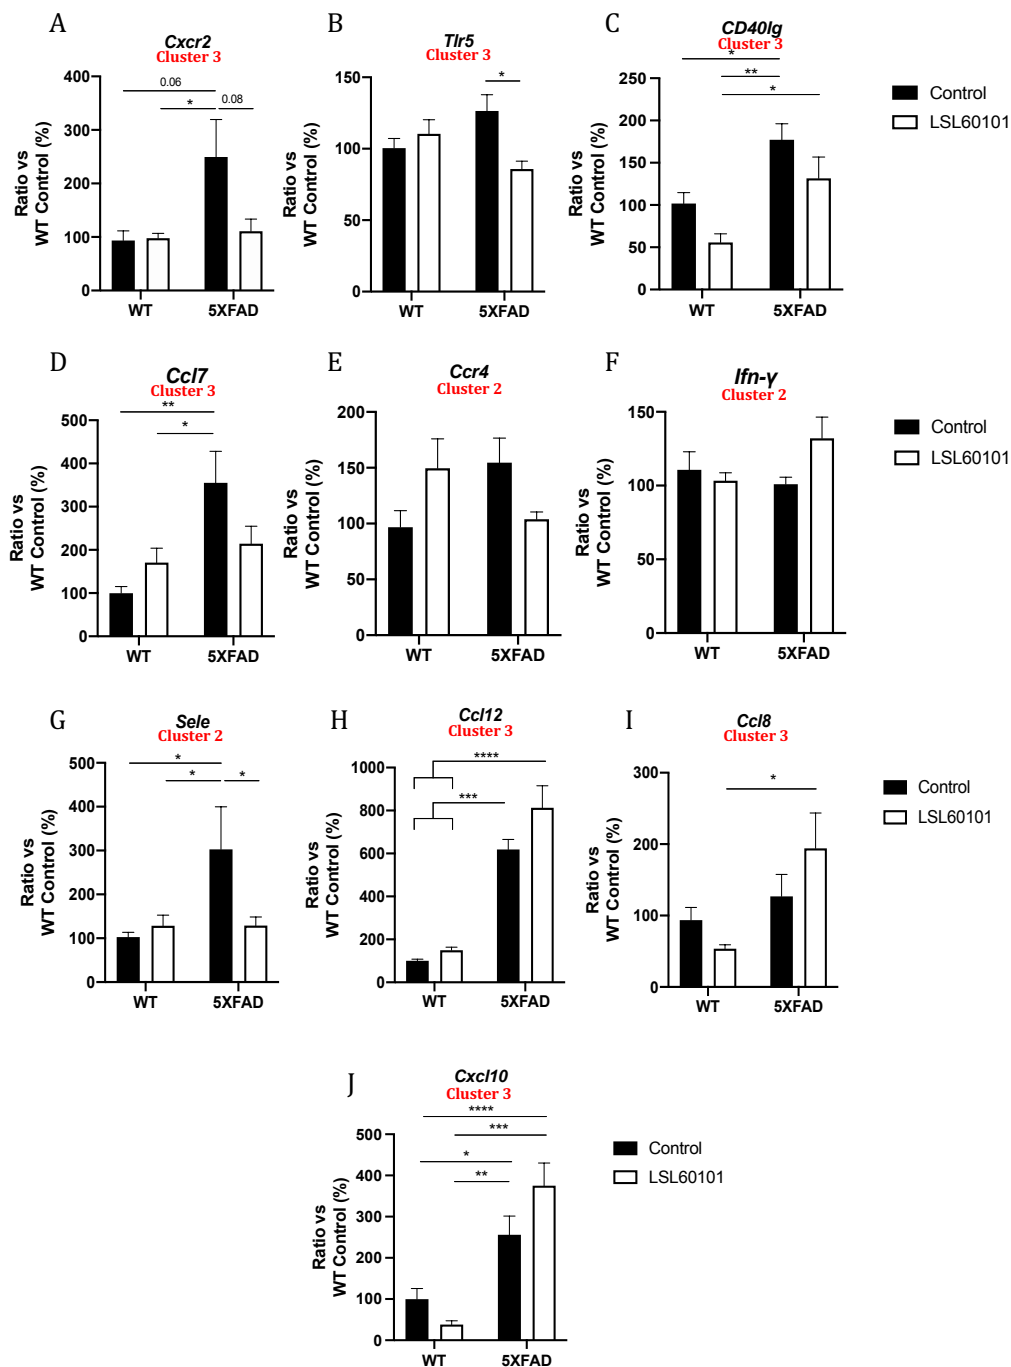 A
Cxcr2
Cluster 3
400
300
200
100
0
Ratio vs
WT Control (%)
0.06
*
0.08
WT
5XFAD
B
Tlr5
Cluster 3
150
100
50
0
Ratio vs
WT Control (%)
*
WT
5XFAD
C
CD40lg
Cluster 3
250
200
150
100
50
0
Ratio vs
WT Control (%)
*
**
*
WT
5XFAD
Control
LSL60101
D
Ccl7
Cluster 3
500
400
300
200
100
0
Ratio vs
WT Control (%)
**
*
WT
5XFAD
E
Ccr4
Cluster 2
200
150
100
50
0
Ratio vs
WT Control (%)
WT
5XFAD
F
Ifn-γ
Cluster 2
150
100
50
0
Ratio vs
WT Control (%)
WT
5XFAD
Control
LSL60101
G
Sele
Cluster 2
500
400
300
200
100
0
Ratio vs
WT Control (%)
*
*
*
WT
5XFAD
H
Ccl12
Cluster 3
1000
800
600
400
200
0
Ratio vs
WT Control (%)
****
***
WT
5XFAD
I
Ccl8
Cluster 3
300
200
100
0
Ratio vs
WT Control (%)
*
WT
5XFAD
Control
LSL60101
J
Cxcl10
Cluster 3
500
400
300
200
100
0
Ratio vs
WT Control (%)
****
***
*
**
WT
5XFAD
Control
LSL60101